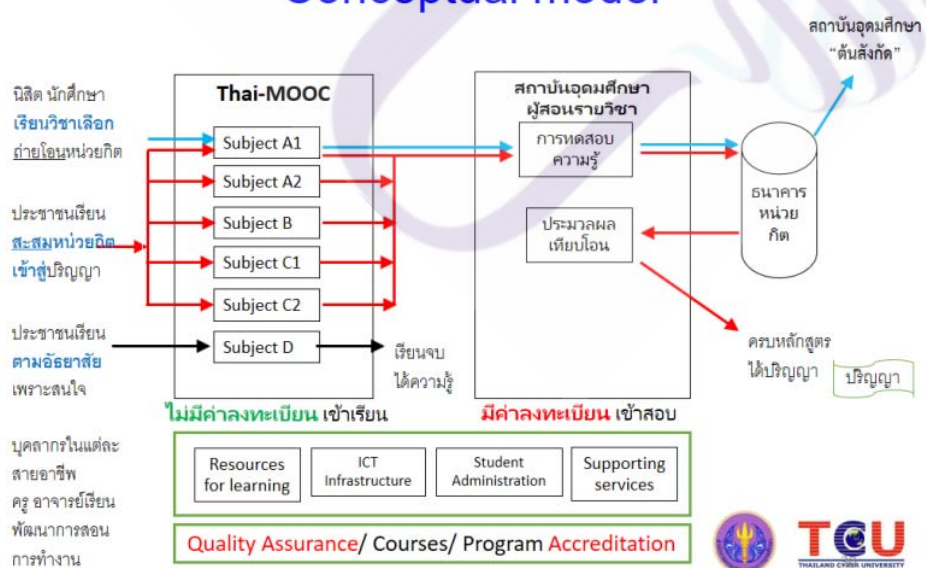 Conceptual model
สถาบันอุดมศึกษา
“ต้นสังกัด”
นิสิต นักศึกษา
เรียนวิชาเลือก
ถ่ายโอนหน่วยกิต
ประชาชนเรียน
สะสมหน่วยกิต
เข้าสู่ปริญญา
ประชาชนเรียน
ตามอัธยาศัย
เพราะสนใจ
บุคลากรในแต่ละ
สายอาชีพ
ครู อาจารย์เรียน
พัฒนาการสอน
การทำงาน
Thai-MOOC
Subject A1
Subject A2
Subject B
Subject C1
Subject C2
Subject D
เรียนจบ
ได้ความรู้
ไม่มีค่าลงทะเบียน เข้าเรียน
สถาบันอุดมศึกษา
ผู้สอนรายวิชา
การทดสอบ
ความรู้
ประมวลผล
เทียบโอน
มีค่าลงทะเบียน เข้าสอบ
ธนาคาร
หน่วย
กิต
ครบหลักสูตร
ได้ปริญญา
ปริญญา
Resources
for learning
ICT
Infrastructure
Student
Administration
Supporting
services
Quality Assurance/ Courses/ Program Accreditation
TCU
THAILAND CYBER UNIVERSITY